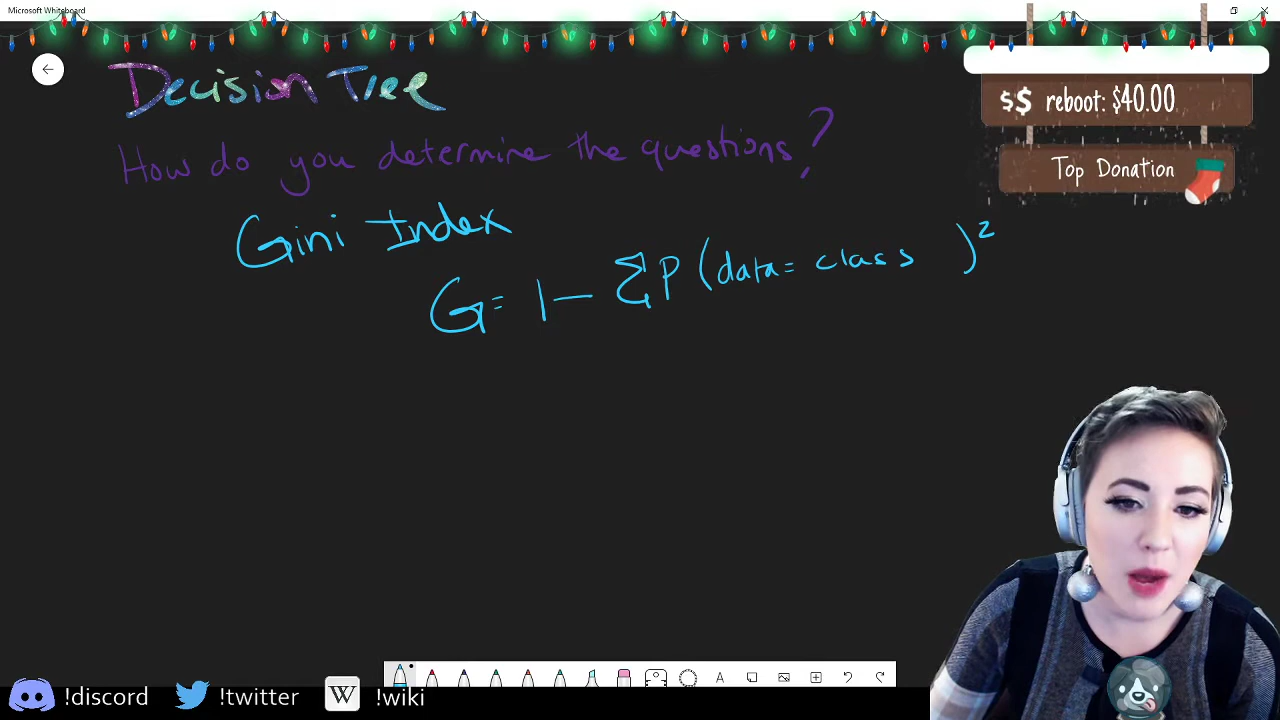 Microsoft Whiteboard
Decision Tree
How do you determine the questions?
Gini Index
G = 1 - Σ P (data = class )²
$$ reboot: $40.00
Top Donation
!discord !twitter W !wiki